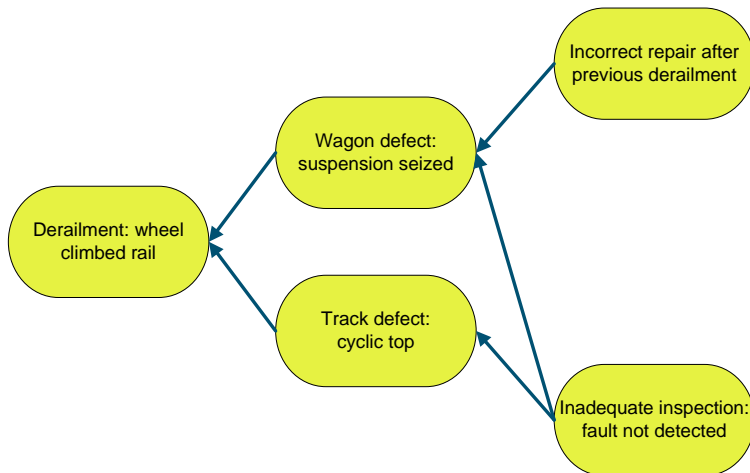 Incorrect repair after
previous derailment
Wagon defect:
suspension seized
Derailment: wheel
climbed rail
Track defect:
cyclic top
Inadequate inspection:
fault not detected